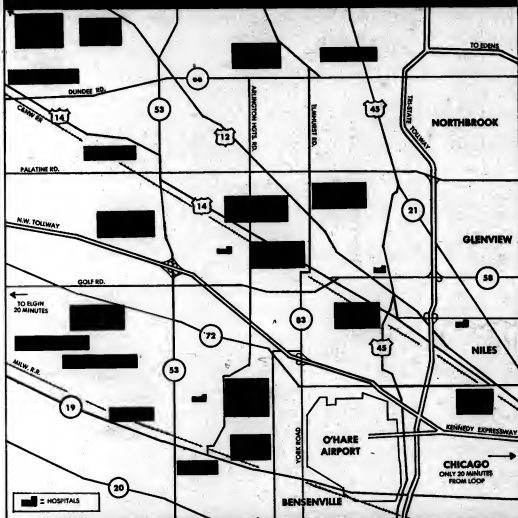 TO EDENS
68
DUNDEE RD.
53
ARLINGTON HGTS. RD.
ELMHURST RD.
45
TRI-STATE
TOLLWAY
C&NW RR
14
12
NORTHBROOK
PALATINE RD.
14
21
N.W. TOLLWAY
GLENVIEW
58
GOLF RD.
TO ELGIN
20 MINUTES
72
83
45
NILES
MILW. R.R.
53
19
KENNEDY EXPRESSWAY
YORK ROAD
O'HARE
AIRPORT
CHICAGO
ONLY 20 MINUTES
FROM LOOP
20
= HOSPITALS
BENSENVILLE